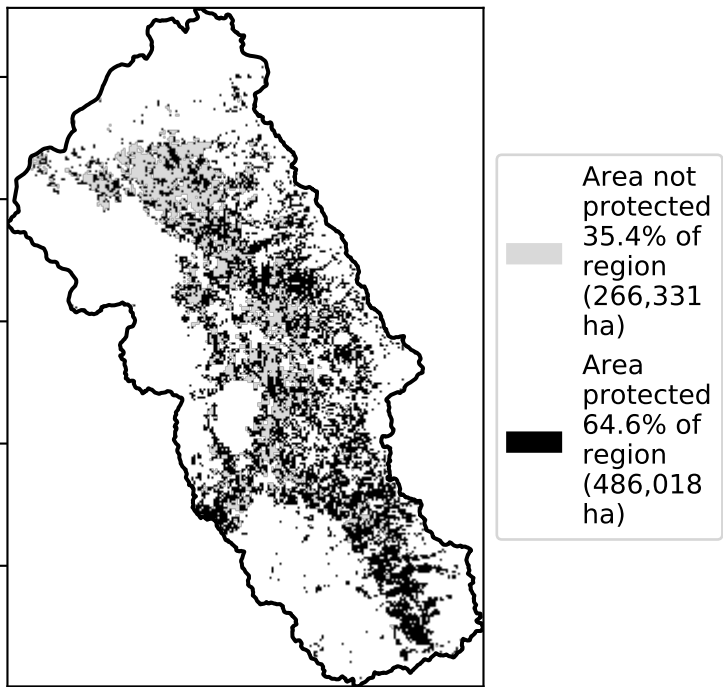 Area not
protected
35.4% of
region
(266,331
ha)
Area
protected
64.6% of
region
(486,018
ha)